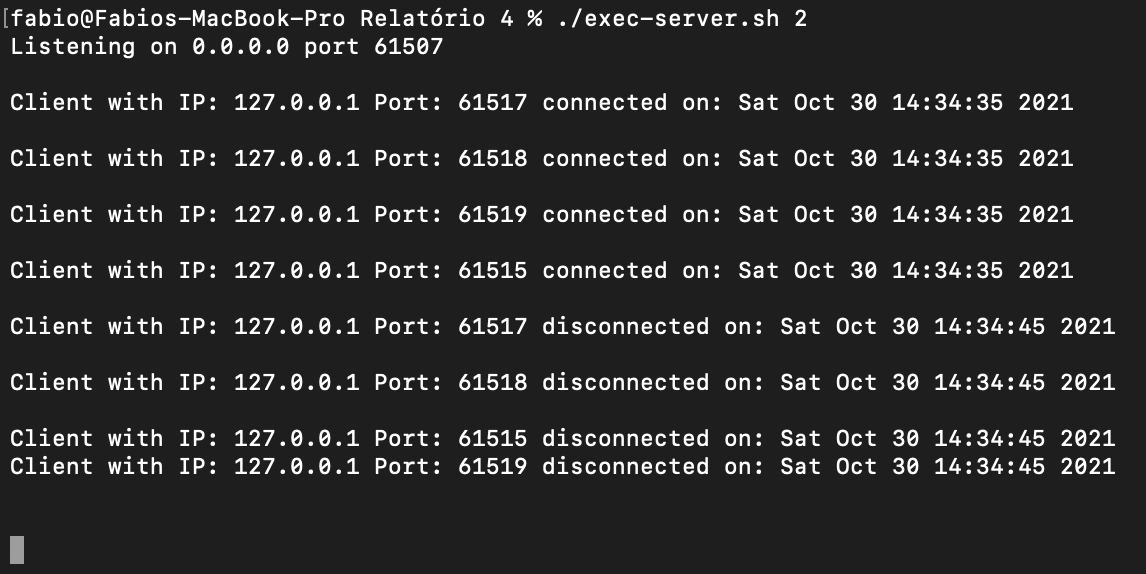 [fabio@Fabios-MacBook-Pro Relatório 4 % ./exec-server.sh 2
Listening on 0.0.0.0 port 61507
Client with IP: 127.0.0.1 Port: 61517 connected on: Sat Oct 30 14:34:35 2021
Client with IP: 127.0.0.1 Port: 61518 connected on: Sat Oct 30 14:34:35 2021
Client with IP: 127.0.0.1 Port: 61519 connected on: Sat Oct 30 14:34:35 2021
Client with IP: 127.0.0.1 Port: 61515 connected on: Sat Oct 30 14:34:35 2021
Client with IP: 127.0.0.1 Port: 61517 disconnected on: Sat Oct 30 14:34:45 2021
Client with IP: 127.0.0.1 Port: 61518 disconnected on: Sat Oct 30 14:34:45 2021
Client with IP: 127.0.0.1 Port: 61515 disconnected on: Sat Oct 30 14:34:45 2021
Client with IP: 127.0.0.1 Port: 61519 disconnected on: Sat Oct 30 14:34:45 2021